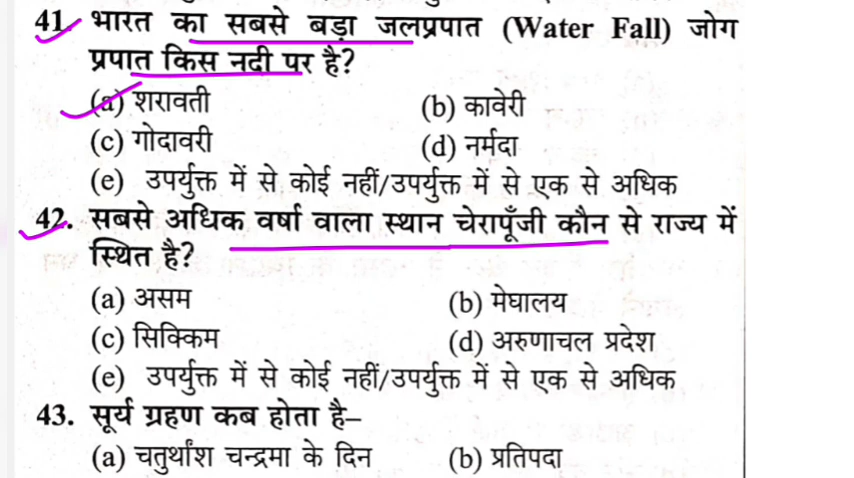 41. भारत का सबसे बड़ा जलप्रपात (Water Fall) जोग
प्रपात किस नदी पर है?
(a) शरावती (b) कावेरी
(c) गोदावरी (d) नर्मदा
(e) उपर्युक्त में से कोई नहीं/उपर्युक्त में से एक से अधिक
42. सबसे अधिक वर्षा वाला स्थान चेरापूँजी कौन से राज्य में
स्थित है?
(a) असम (b) मेघालय
(c) सिक्किम (d) अरुणाचल प्रदेश
(e) उपर्युक्त में से कोई नहीं/उपर्युक्त में से एक से अधिक
43. सूर्य ग्रहण कब होता है–
(a) चतुर्थांश चन्द्रमा के दिन (b) प्रतिपदा